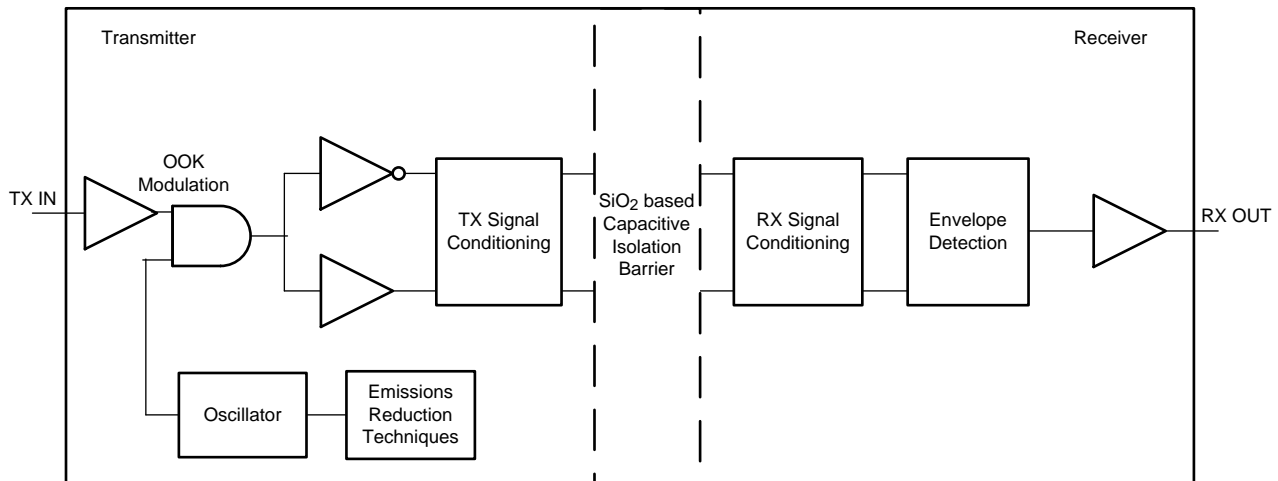 Transmitter
Receiver
OOK
Modulation
TX IN
TX Signal
Conditioning
SiO2 based
Capacitive
Isolation
Barrier
RX Signal
Conditioning
Envelope
Detection
RX OUT
Oscillator
Emissions
Reduction
Techniques